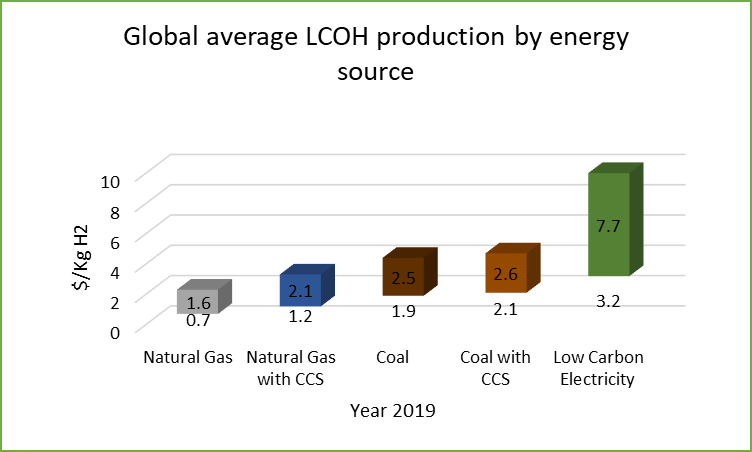 Global average LCOH production by energy
source
$/Kg H2
10
8
6
4
2
0
1.6
0.7
2.1
1.2
2.5
1.9
2.6
2.1
7.7
3.2
Natural Gas
Natural Gas
with CCS
Coal
Coal with
CCS
Low Carbon
Electricity
Year 2019